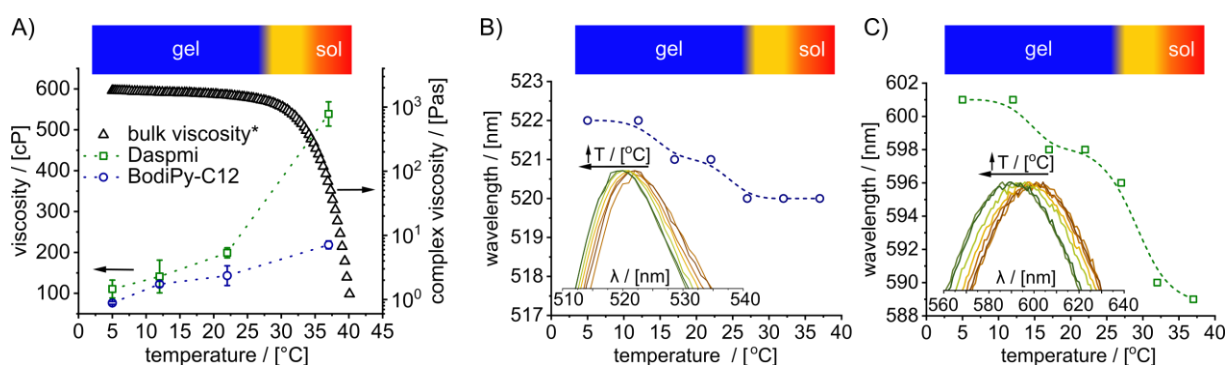 A)
gel
sol
600
500
450
300
200
100
viscosity / [cP]
bulk viscosity*
Daspmi
BodiPy-C12
10³
10²
10¹
10⁰
complex viscosity / [Pas]
0 5 10 15 20 25 30 35 40 45
temperature / [°C]
B)
gel
sol
523
522
521
520
519
518
517
wavelength / [nm]
T / [°C]
λ / [nm]
510 520 530 540
0 5 10 15 20 25 30 35 40
temperature / [°C]
C)
gel
sol
602
600
598
596
594
592
590
588
wavelength / [nm]
T / [°C]
λ / [nm]
560 580 600 620 640
0 5 10 15 20 25 30 35 40
temperature / [°C]